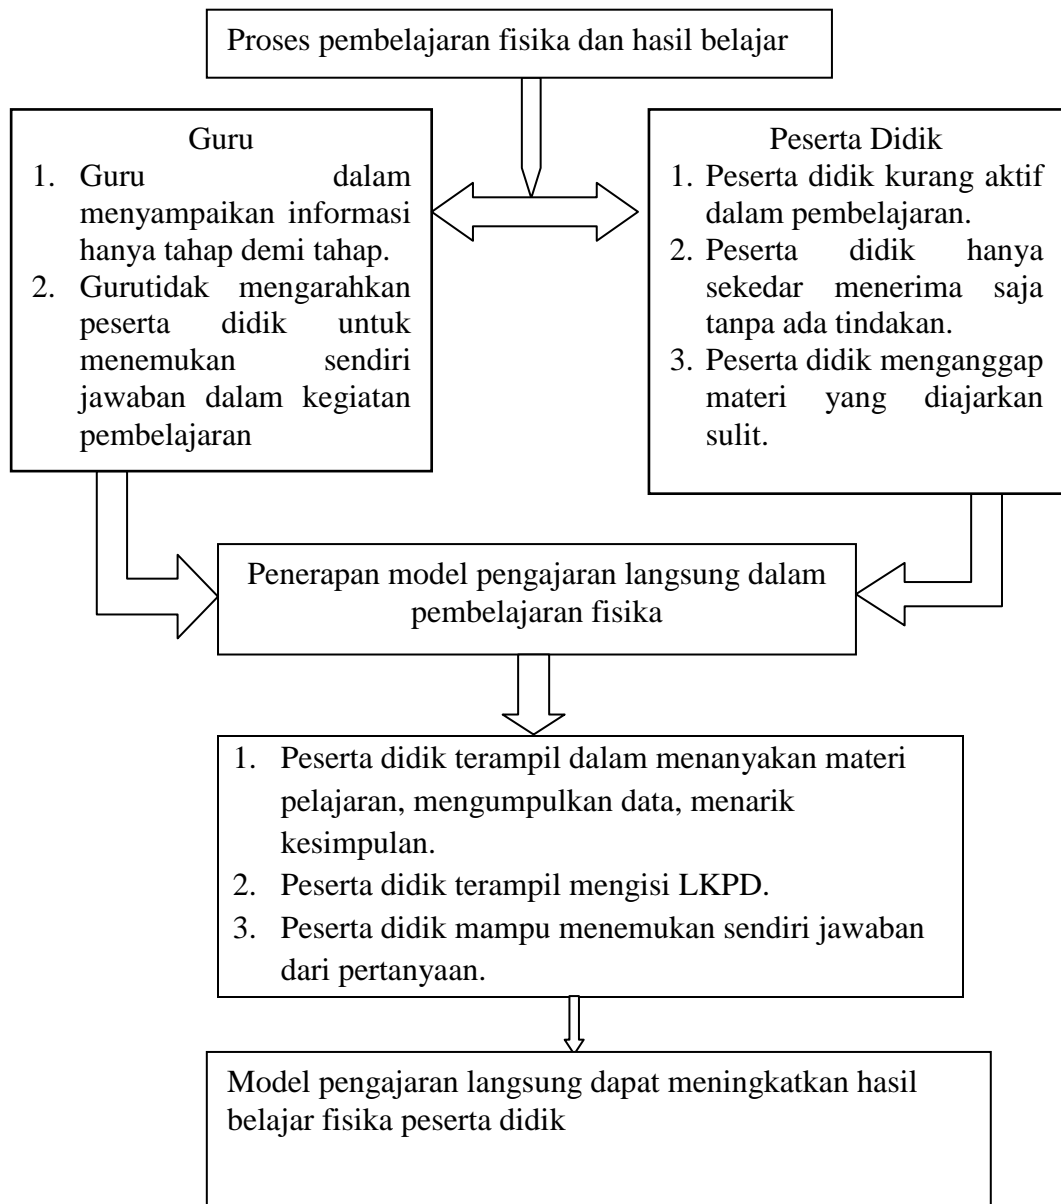 Proses pembelajaran fisika dan hasil belajar
Guru
1. Guru dalam
menyampaikan informasi
hanya tahap demi tahap.
2. Gurutidak mengarahkan
peserta didik untuk
menemukan sendiri
jawaban dalam kegiatan
pembelajaran
Peserta Didik
1. Peserta didik kurang aktif
dalam pembelajaran.
2. Peserta didik hanya
sekedar menerima saja
tanpa ada tindakan.
3. Peserta didik menganggap
materi yang diajarkan
sulit.
Penerapan model pengajaran langsung dalam
pembelajaran fisika
1. Peserta didik terampil dalam menanyakan materi
pelajaran, mengumpulkan data, menarik
kesimpulan.
2. Peserta didik terampil mengisi LKPD.
3. Peserta didik mampu menemukan sendiri jawaban
dari pertanyaan.
Model pengajaran langsung dapat meningkatkan hasil
belajar fisika peserta didik